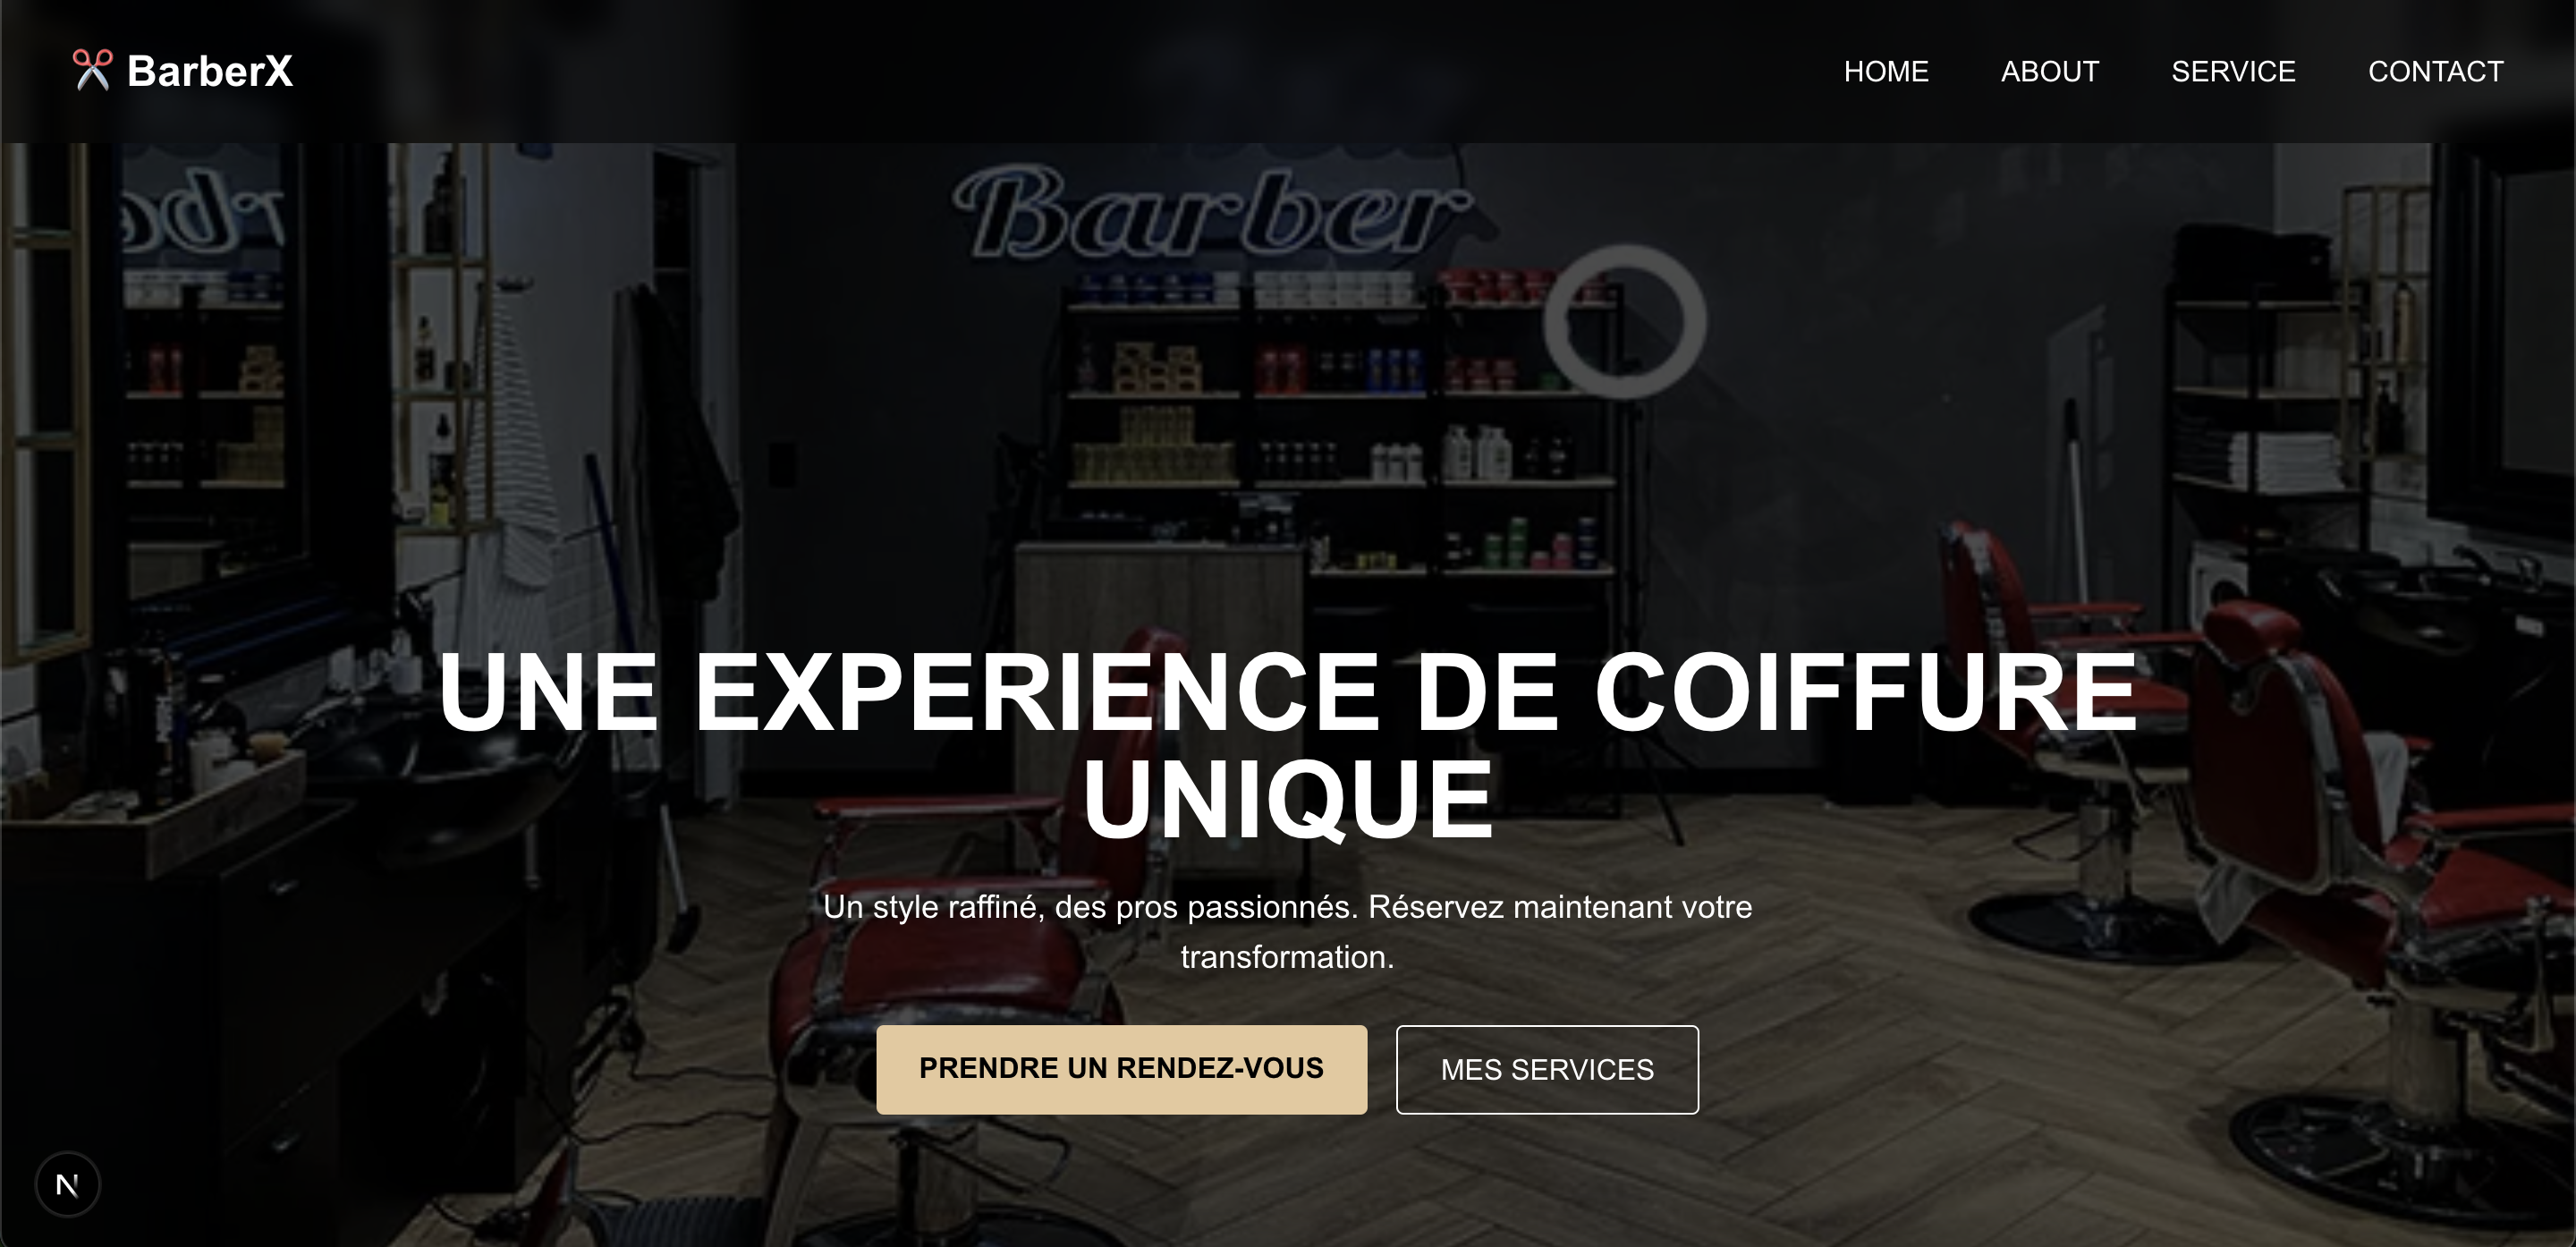 BarberX
HOME ABOUT SERVICE CONTACT
Barber
UNE EXPERIENCE DE COIFFURE
UNIQUE
Un style raffiné, des pros passionnés. Réservez maintenant votre
transformation.
PRENDRE UN RENDEZ-VOUS
MES SERVICES
N